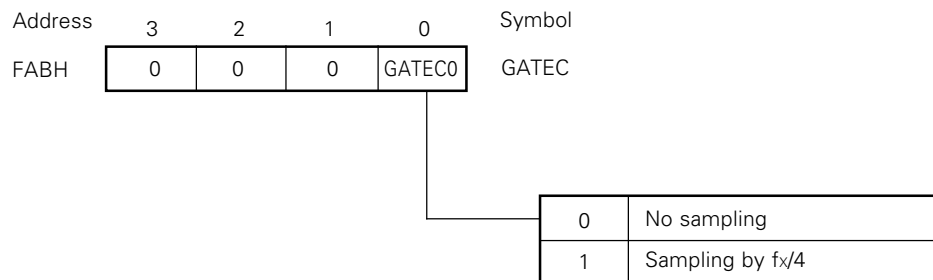 Address 3 2 1 0 Symbol
FABH 0 0 0 GATEC0 GATEC
0 No sampling
1 Sampling by fx/4